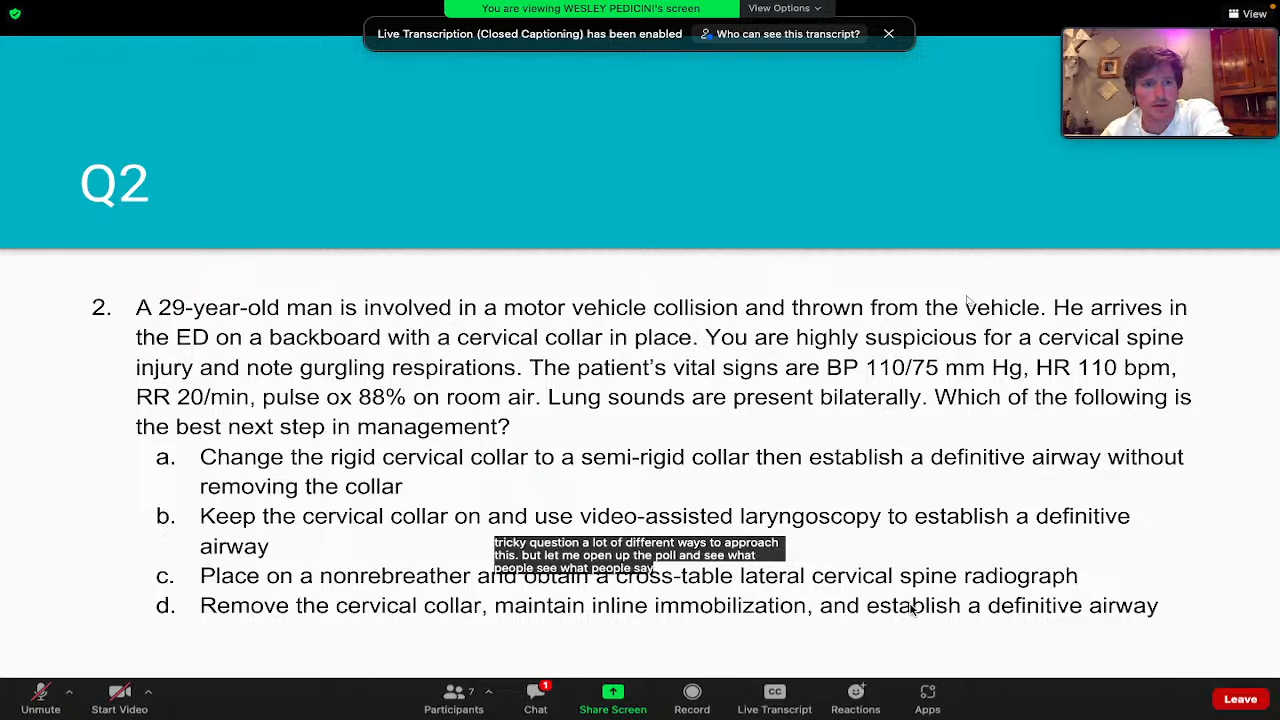 You are viewing WESLEY PEDICINI's screen
View Options
View
Live Transcription (Closed Captioning) has been enabled
Who can see this transcript?
Q2
2. A 29-year-old man is involved in a motor vehicle collision and thrown from the vehicle. He arrives in
the ED on a backboard with a cervical collar in place. You are highly suspicious for a cervical spine
injury and note gurgling respirations. The patient's vital signs are BP 110/75 mm Hg, HR 110 bpm,
RR 20/min, pulse ox 88% on room air. Lung sounds are present bilaterally. Which of the following is
the best next step in management?
a. Change the rigid cervical collar to a semi-rigid collar then establish a definitive airway without
removing the collar
b. Keep the cervical collar on and use video-assisted laryngoscopy to establish a definitive
airway
tricky question a lot of different ways to approach
this. but let me open up the poll and see what
people see what people say
c. Place on a nonrebreather and obtain a cross-table lateral cervical spine radiograph
d. Remove the cervical collar, maintain inline immobilization, and establish a definitive airway
Unmute
Start Video
Participants
7
Chat
1
Share Screen
Record
CC
Live Transcript
Reactions
Apps
Leave